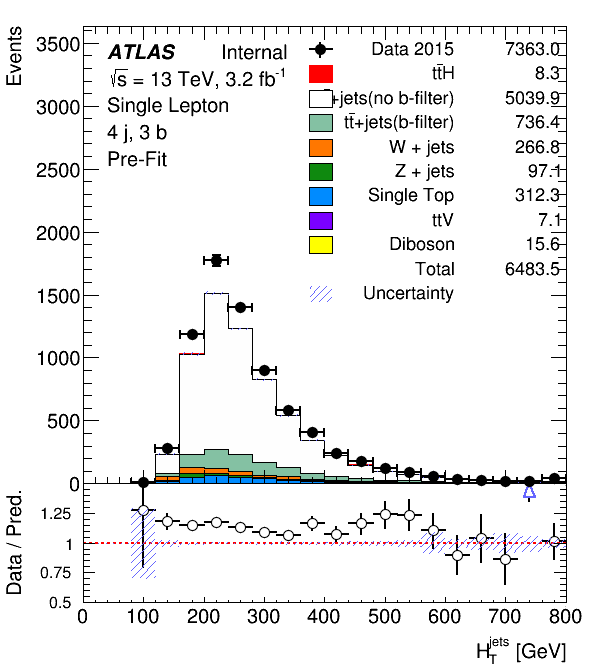 Events
3500
3000
2500
2000
1500
1000
500
0
ATLAS Internal
√s = 13 TeV, 3.2 fb⁻¹
Single Lepton
4 j, 3 b
Pre-Fit
Data 2015 7363.0
tt̄H 8.3
+jets(no b-filter) 5039.9
tt̄+jets(b-filter) 736.4
W + jets 266.8
Z + jets 97.1
Single Top 312.3
ttV 7.1
Diboson 15.6
Total 6483.5
Uncertainty
Data / Pred.
1.25
1
0.75
0.5
0 100 200 300 400 500 600 700 800
H_T^jets [GeV]